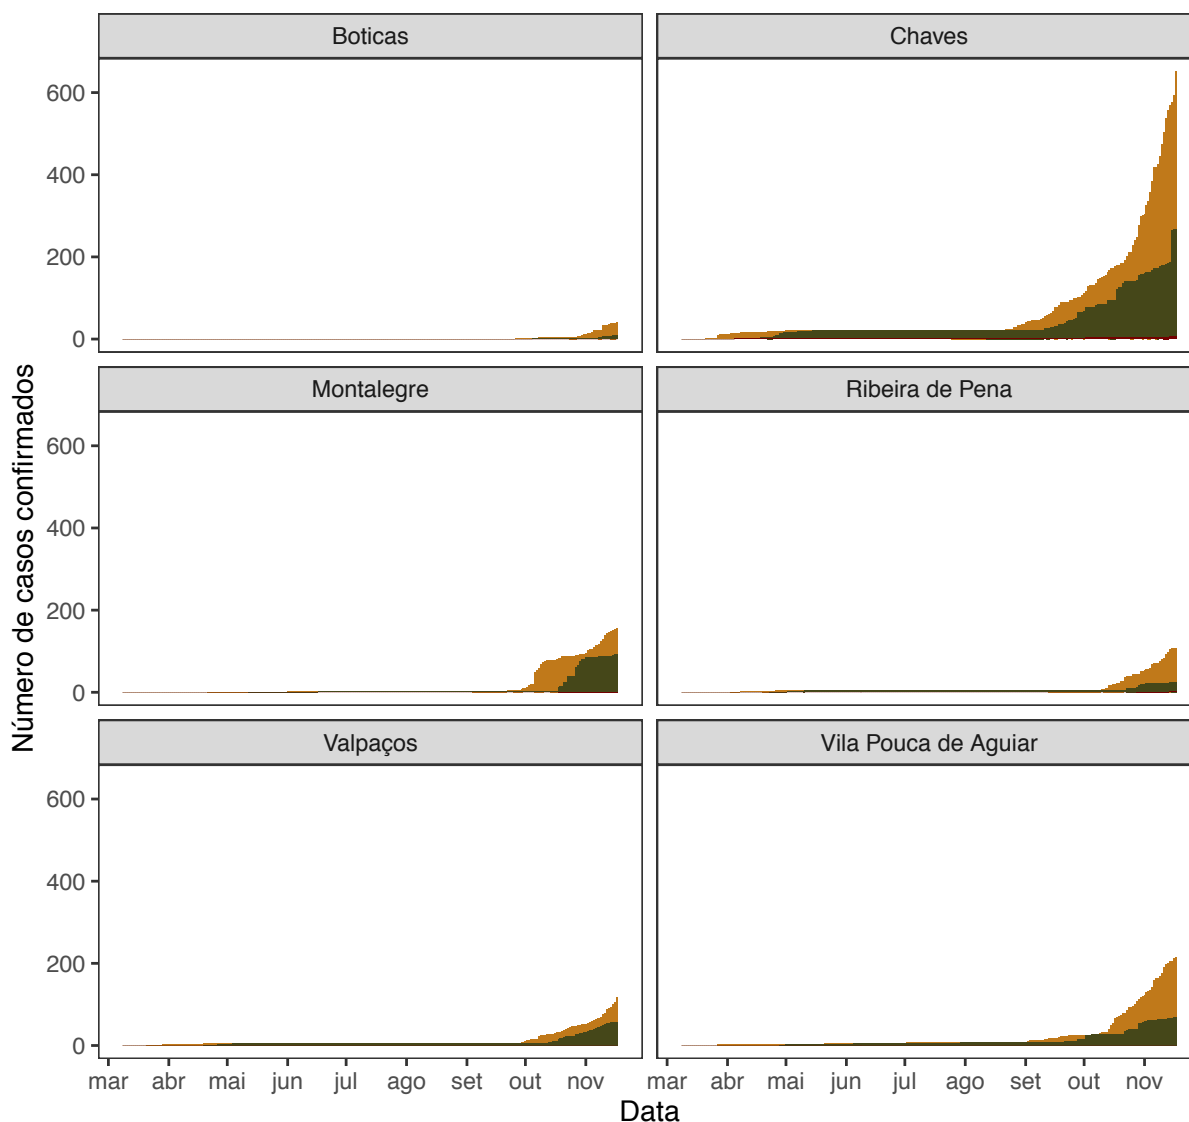 Boticas
Chaves
600
400
200
0
Montalegre
Ribeira de Pena
600
400
200
0
Valpaços
Vila Pouca de Aguiar
600
400
200
0
mar abr mai jun jul ago set out nov
mar abr mai jun jul ago set out nov
Data
Número de casos confirmados